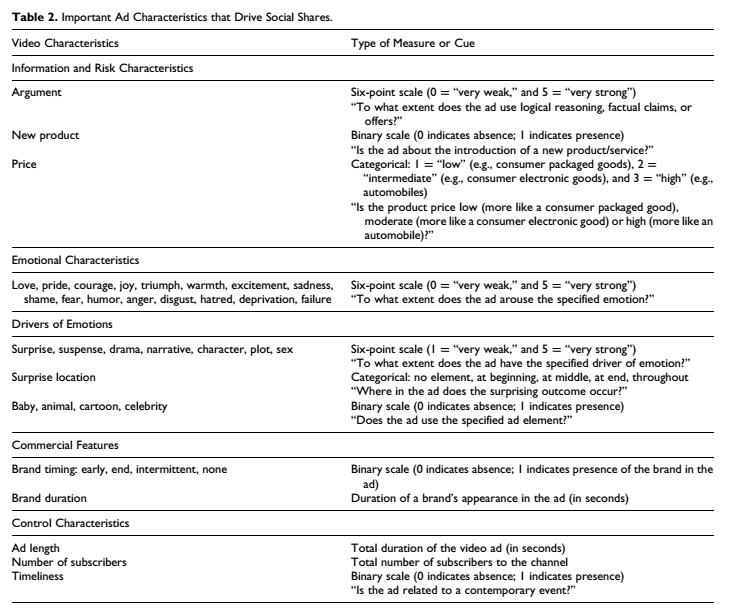 Table 2. Important Ad Characteristics that Drive Social Shares.
Video Characteristics Type of Measure or Cue
Information and Risk Characteristics
Argument Six-point scale (0 = “very weak,” and 5 = “very strong”)
“To what extent does the ad use logical reasoning, factual claims, or
offers?”
New product Binary scale (0 indicates absence; 1 indicates presence)
“Is the ad about the introduction of a new product/service?”
Price Categorical: 1 = “low” (e.g., consumer packaged goods), 2 =
“intermediate” (e.g., consumer electronic goods), and 3 = “high” (e.g.,
automobiles)
“Is the product price low (more like a consumer packaged good),
moderate (more like a consumer electronic good) or high (more like an
automobile)?”
Emotional Characteristics
Love, pride, courage, joy, triumph, warmth, excitement, sadness, Six-point scale (0 = “very weak,” and 5 = “very strong”)
shame, fear, humor, anger, disgust, hatred, deprivation, failure “To what extent does the ad arouse the specified emotion?”
Drivers of Emotions
Surprise, suspense, drama, narrative, character, plot, sex Six-point scale (1 = “very weak,” and 5 = “very strong”)
“To what extent does the ad have the specified driver of emotion?”
Surprise location Categorical: no element, at beginning, at middle, at end, throughout
“Where in the ad does the surprising outcome occur?”
Baby, animal, cartoon, celebrity Binary scale (0 indicates absence; 1 indicates presence)
“Does the ad use the specified ad element?”
Commercial Features
Brand timing: early, end, intermittent, none Binary scale (0 indicates absence; 1 indicates presence of the brand in the
ad)
Brand duration Duration of a brand’s appearance in the ad (in seconds)
Control Characteristics
Ad length Total duration of the video ad (in seconds)
Number of subscribers Total number of subscribers to the channel
Timeliness Binary scale (0 indicates absence; 1 indicates presence)
“Is the ad related to a contemporary event?”